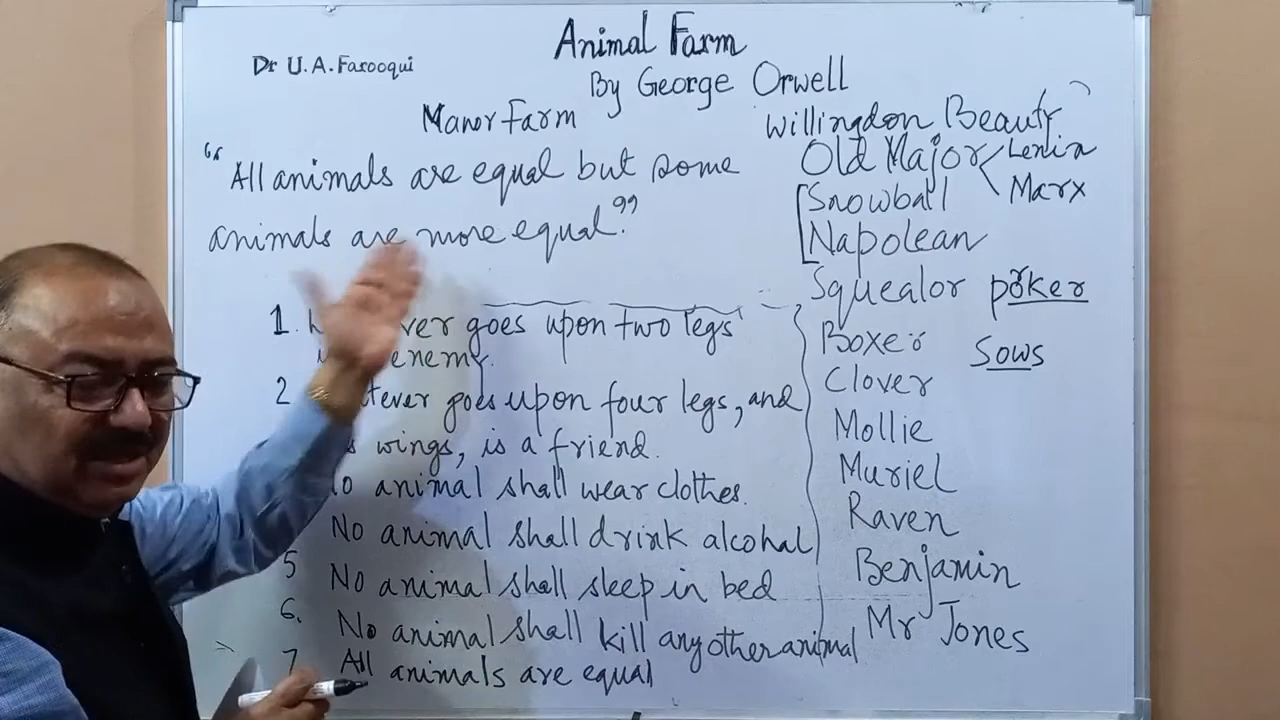 Animal Farm
By George Orwell
Dr U.A. Farooqui
Manor Farm
"All animals are equal but some
animals are more equal."
1. goes upon two legs
enemy.
2 goes upon four legs, and
wings, is a friend.
No animal shall wear clothes.
No animal shall drink alcohal
5 No animal shall sleep in bed
6. No animal shall kill any other animal
7 All animals are equal
Willingdon Beauty
Old Major Lenin
Marx
Snowball
Napolean
Squealor poker
Boxer
Sows
Clover
Mollie
Muriel
Raven
Benjamin
Mr Jones